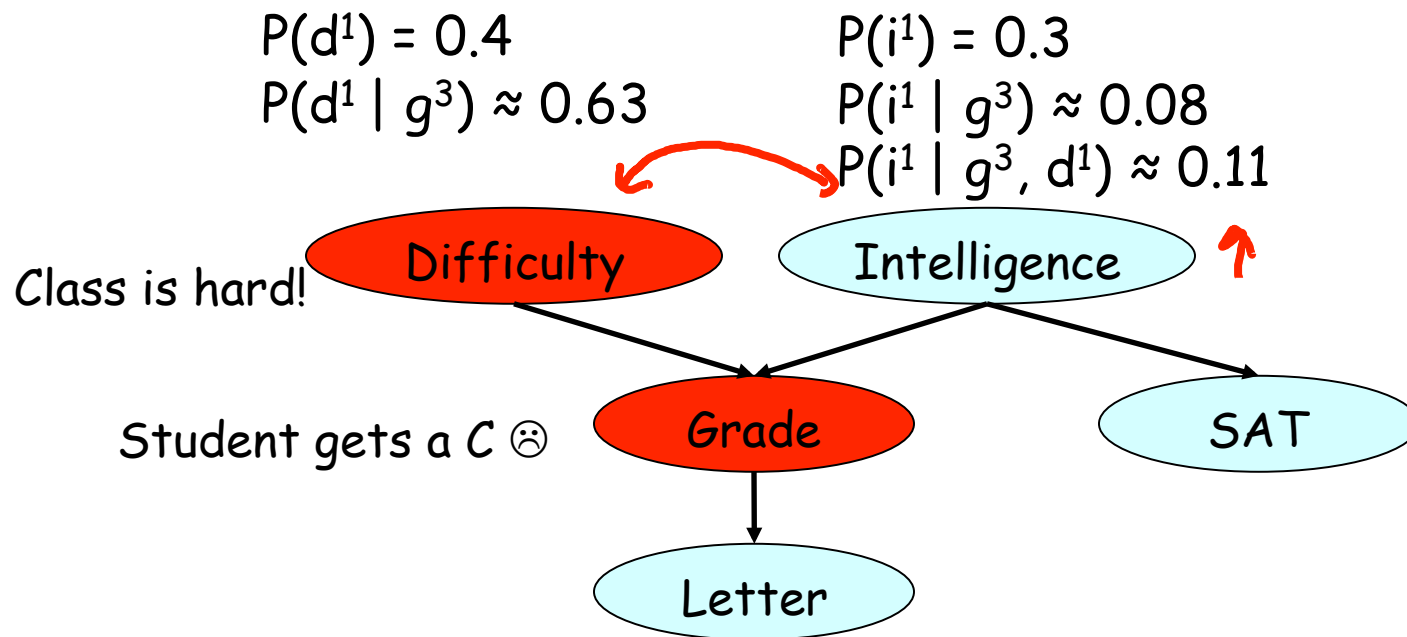 P(d¹) = 0.4
P(d¹ | g³) ≈ 0.63
P(i¹) = 0.3
P(i¹ | g³) ≈ 0.08
P(i¹ | g³, d¹) ≈ 0.11
Difficulty
Intelligence
Class is hard!
Student gets a C ☹
Grade
SAT
Letter